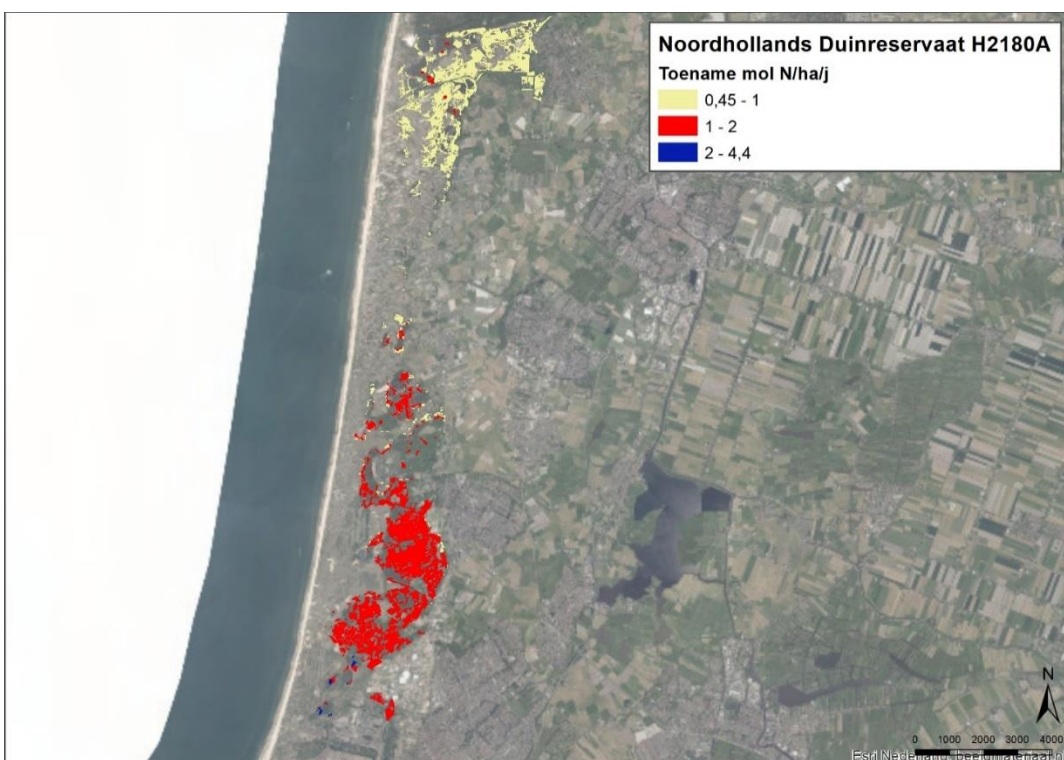 Noordhollands Duinreservaat H2180A
Toename mol N/ha/j
0,45 - 1
1 - 2
2 - 4,4
N
0 1000 2000 3000 4000
Esri Nederland, beeldmateriaal.n